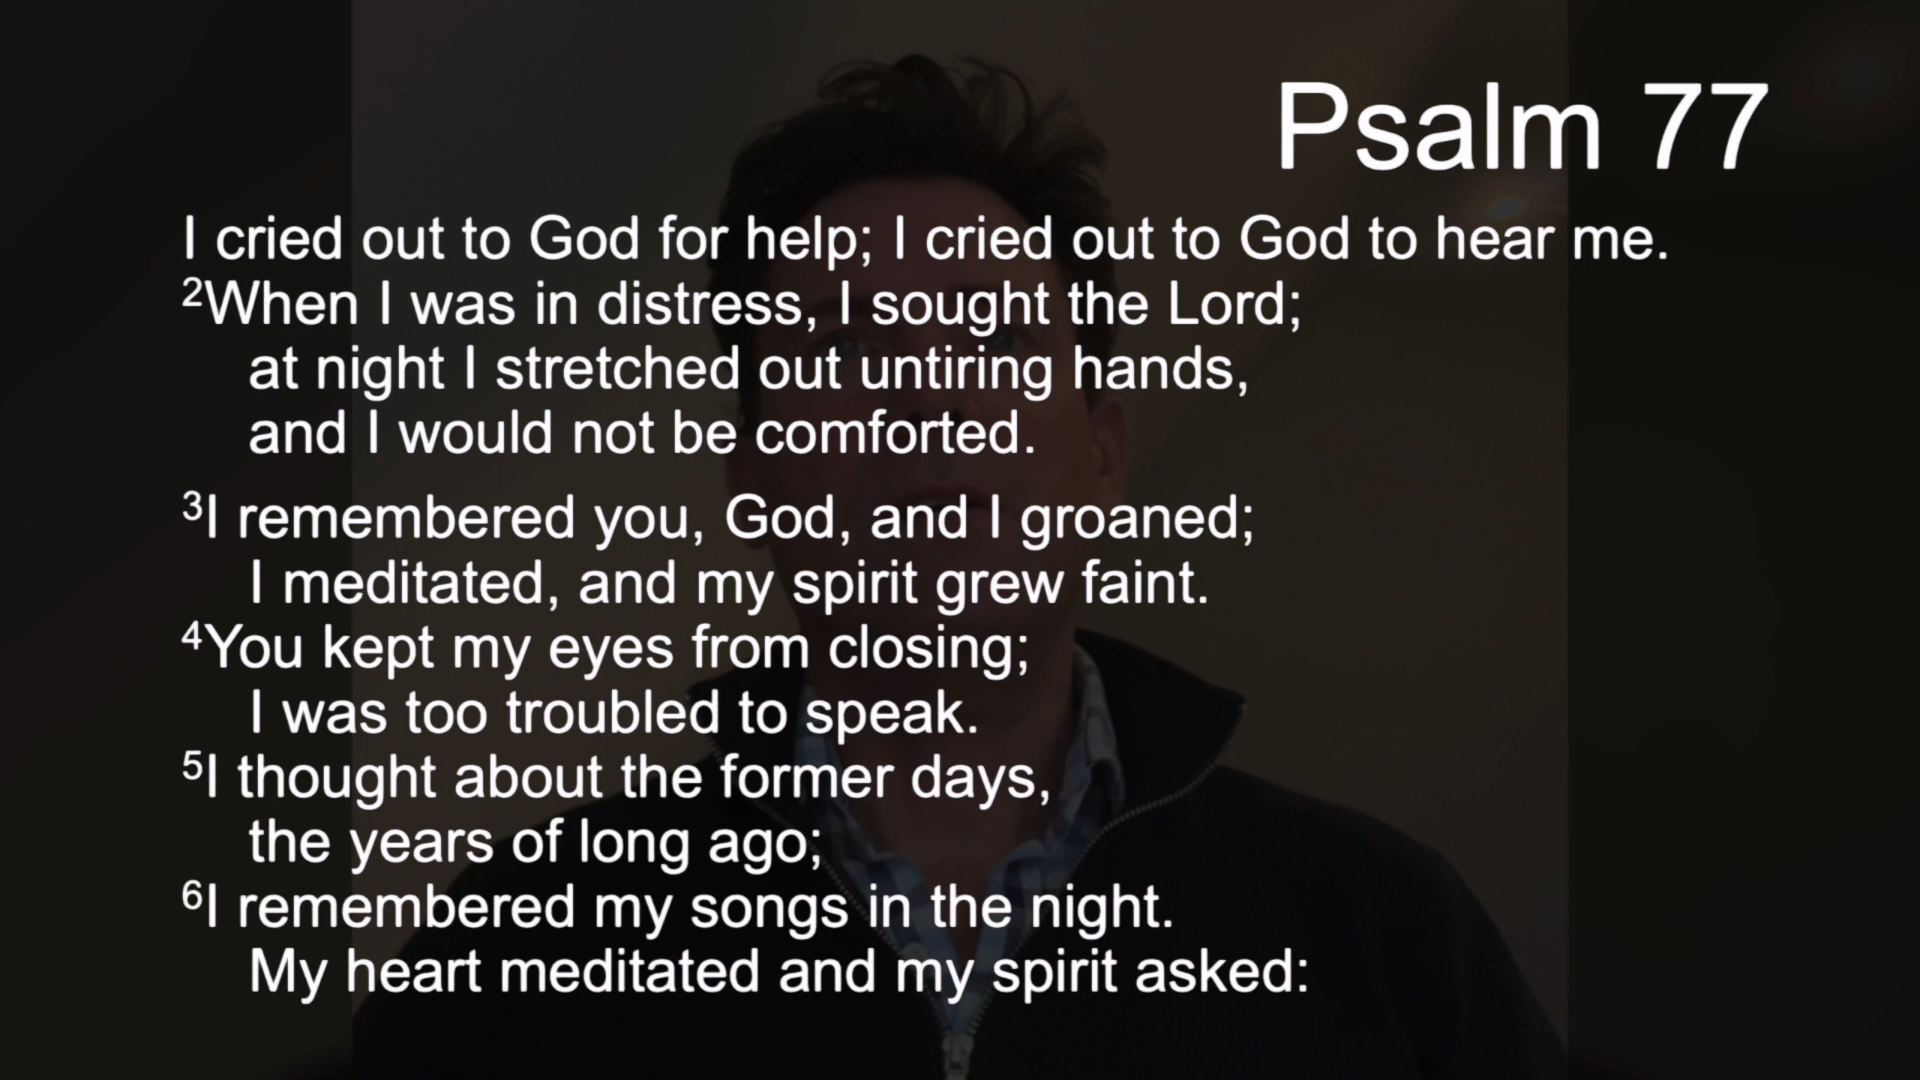 Psalm 77
I cried out to God for help; I cried out to God to hear me.
²When I was in distress, I sought the Lord;
at night I stretched out untiring hands,
and I would not be comforted.
³I remembered you, God, and I groaned;
I meditated, and my spirit grew faint.
⁴You kept my eyes from closing;
I was too troubled to speak.
⁵I thought about the former days,
the years of long ago;
⁶I remembered my songs in the night.
My heart meditated and my spirit asked: